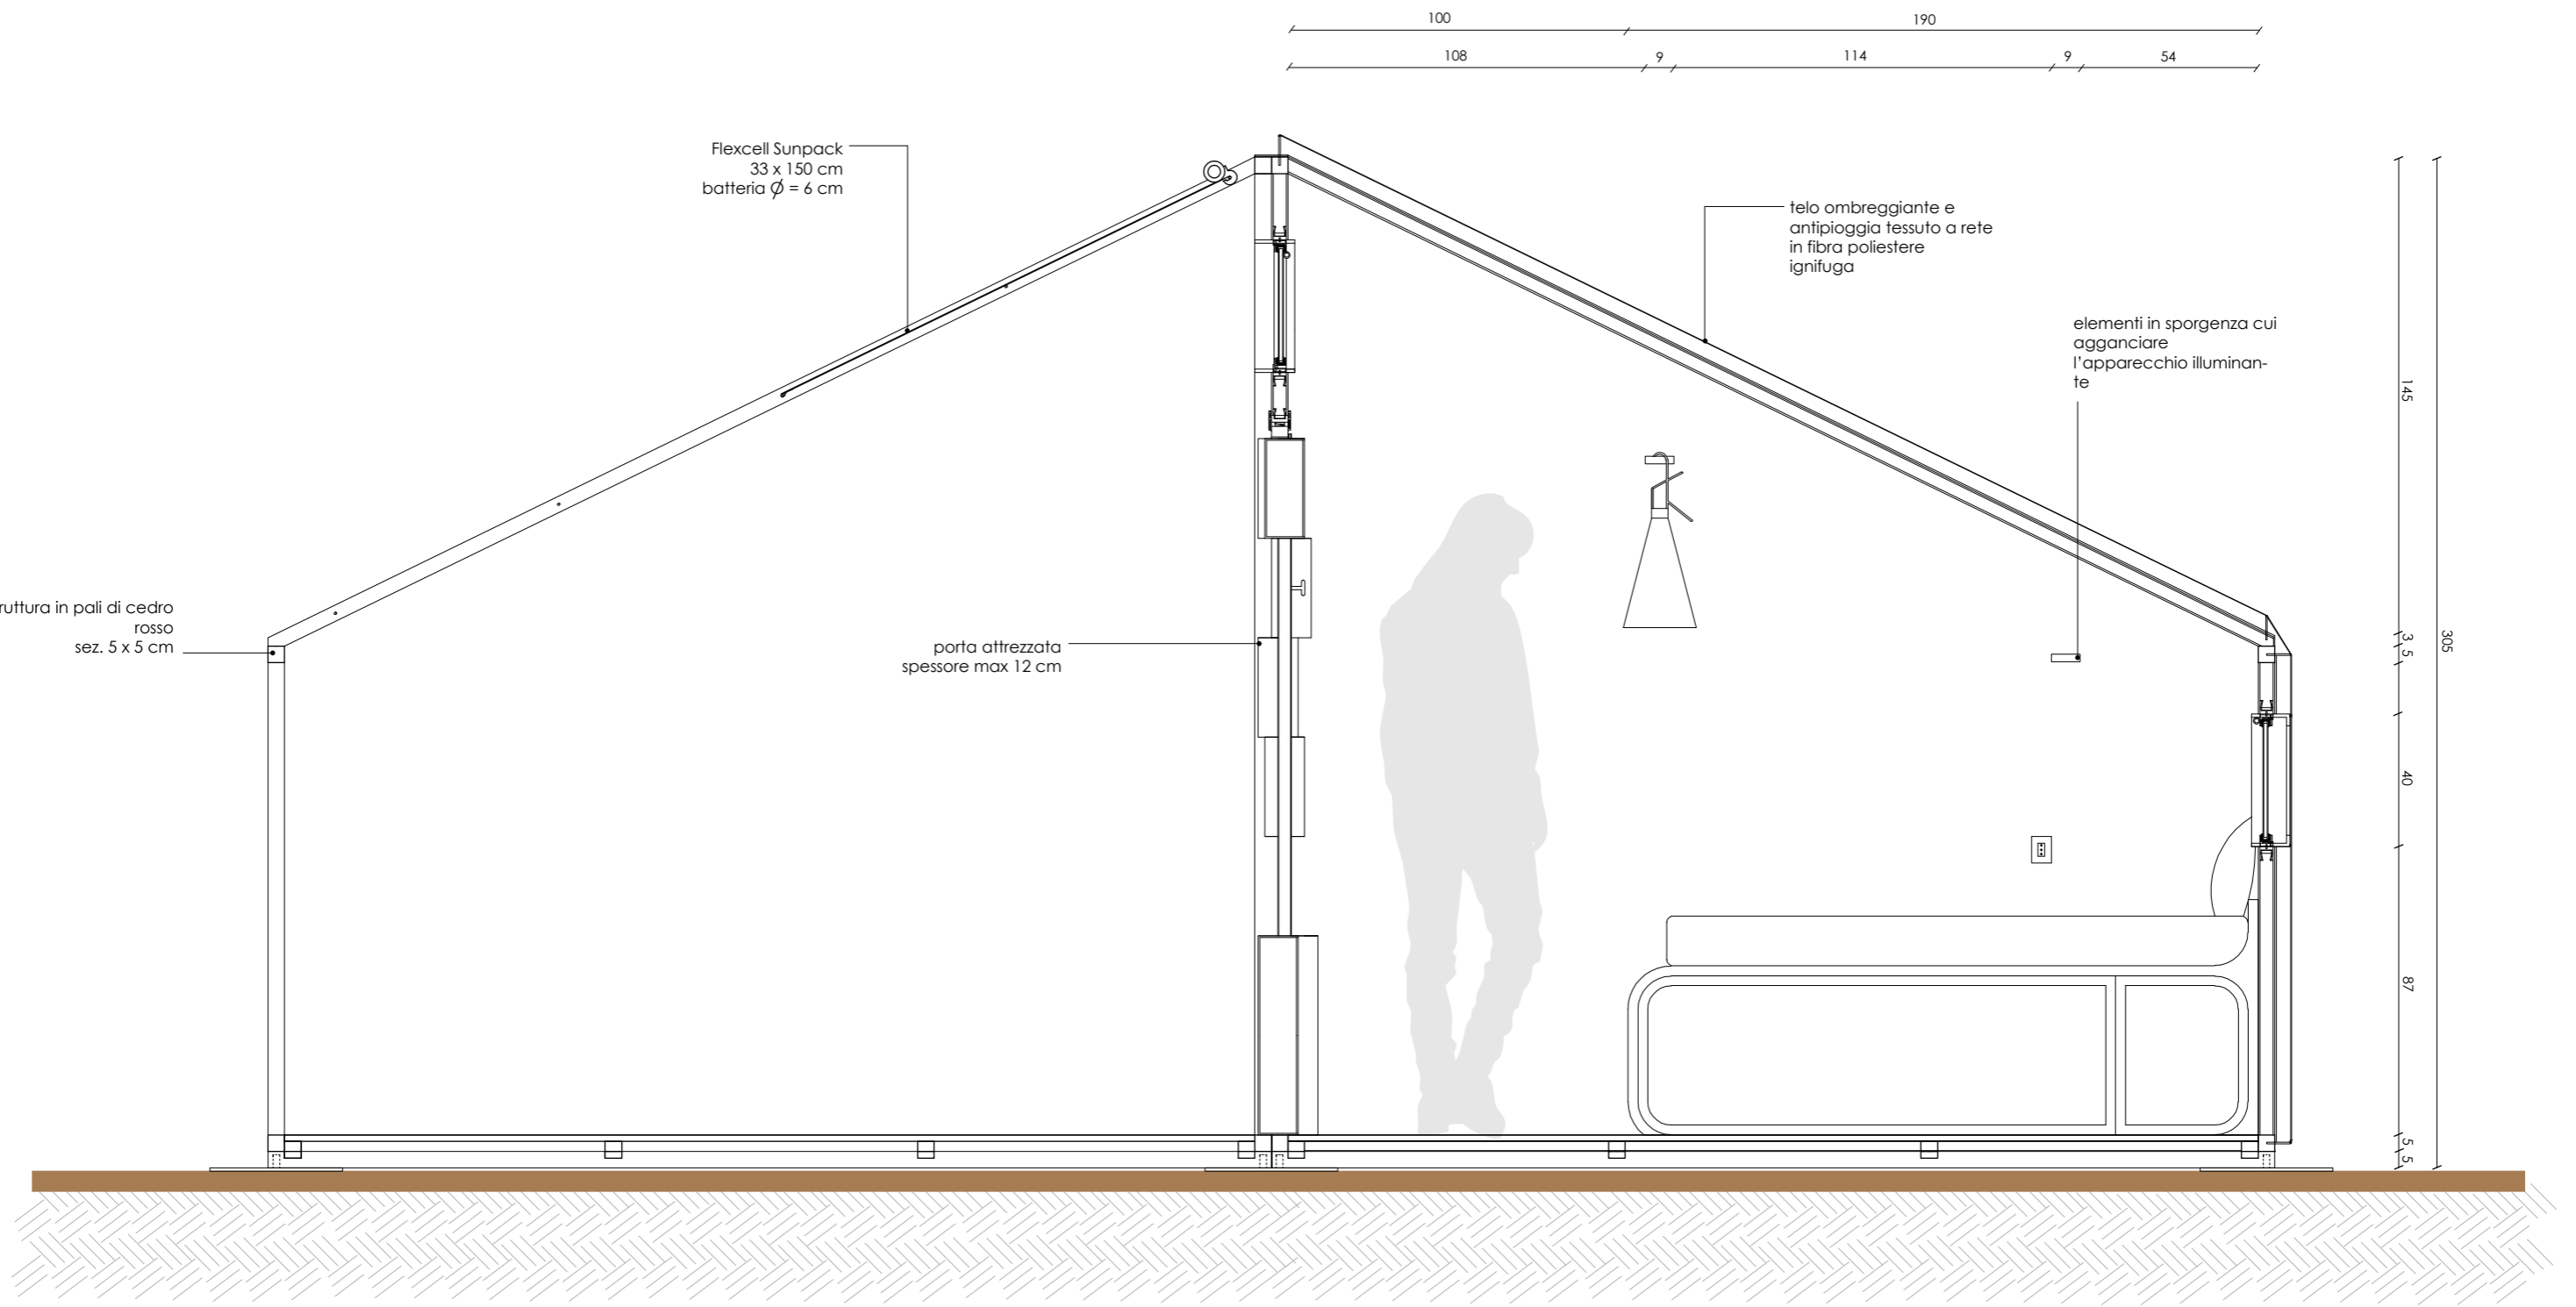 100
190
108
9
114
9
54
Flexcell Sunpack
33 x 150 cm
batteria Ø = 6 cm
telo ombreggiante e
antipioggia tessuto a rete
in fibra poliestere
ignifuga
elementi in sporgenza cui
agganciare
l'apparecchio illuminan-
te
ruttura in pali di cedro
rosso
sez. 5 x 5 cm
porta attrezzata
spessore max 12 cm
145
3
5
40
87
5
5
305